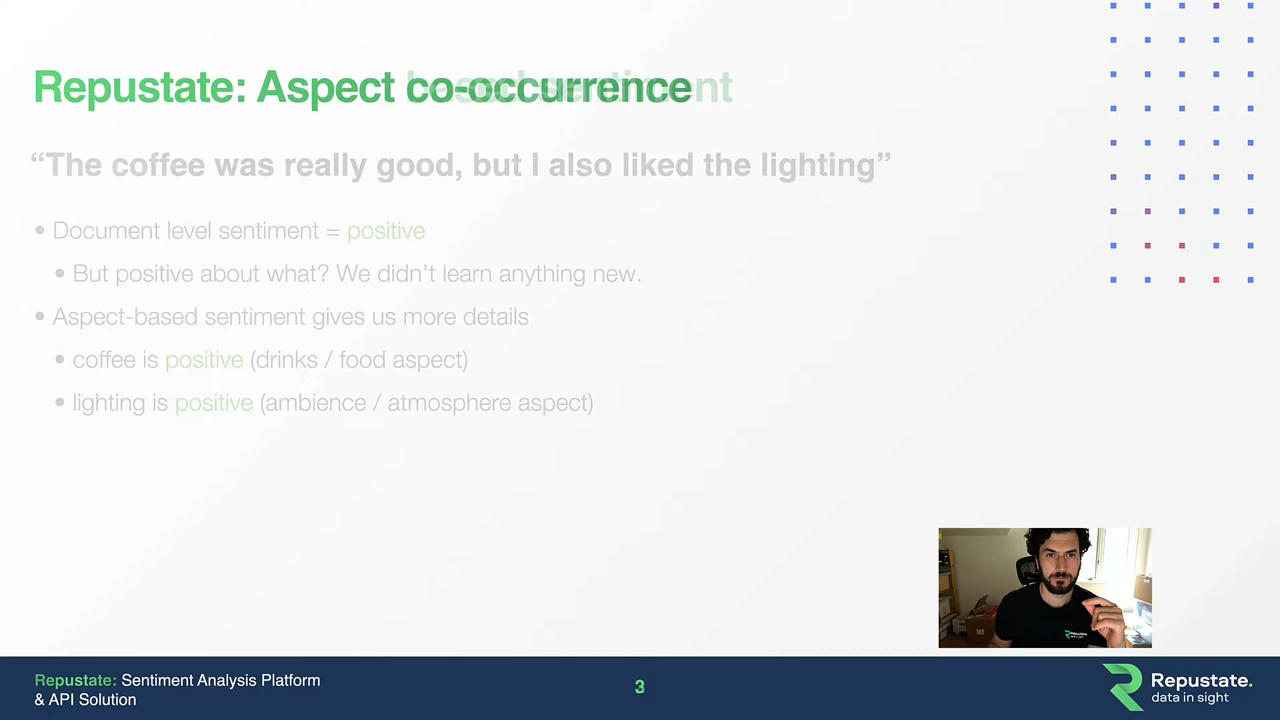 Repustate: Aspect co-occurrence
based sentiment
“The coffee was really good, but I also liked the lighting”
• Document level sentiment = positive
• But positive about what? We didn’t learn anything new.
• Aspect-based sentiment gives us more details
• coffee is positive (drinks / food aspect)
• lighting is positive (ambience / atmosphere aspect)
Repustate
Repustate: Sentiment Analysis Platform
& API Solution
3
Repustate.
data in sight